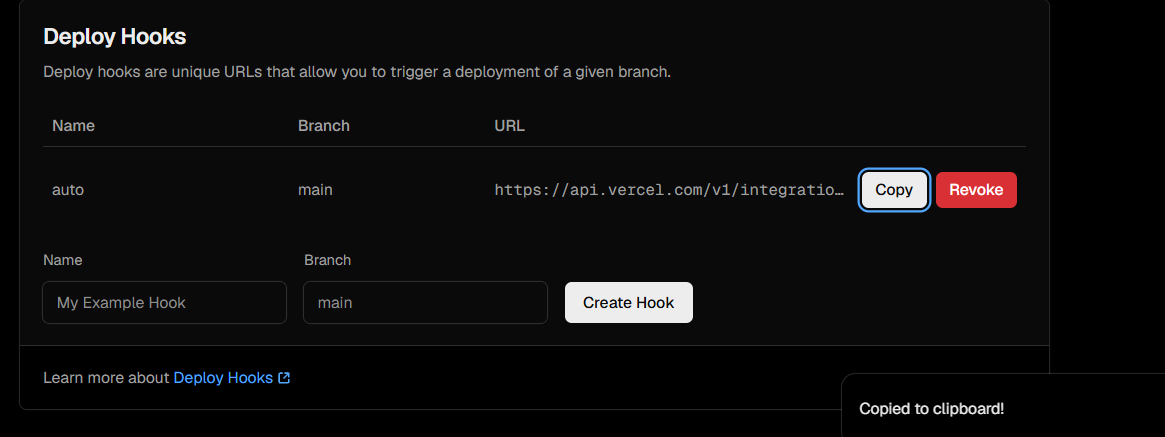 Deploy Hooks
Deploy hooks are unique URLs that allow you to trigger a deployment of a given branch.
Name Branch URL
auto main https://api.vercel.com/v1/integratio… Copy Revoke
Name Branch
My Example Hook main Create Hook
Learn more about Deploy Hooks
Copied to clipboard!